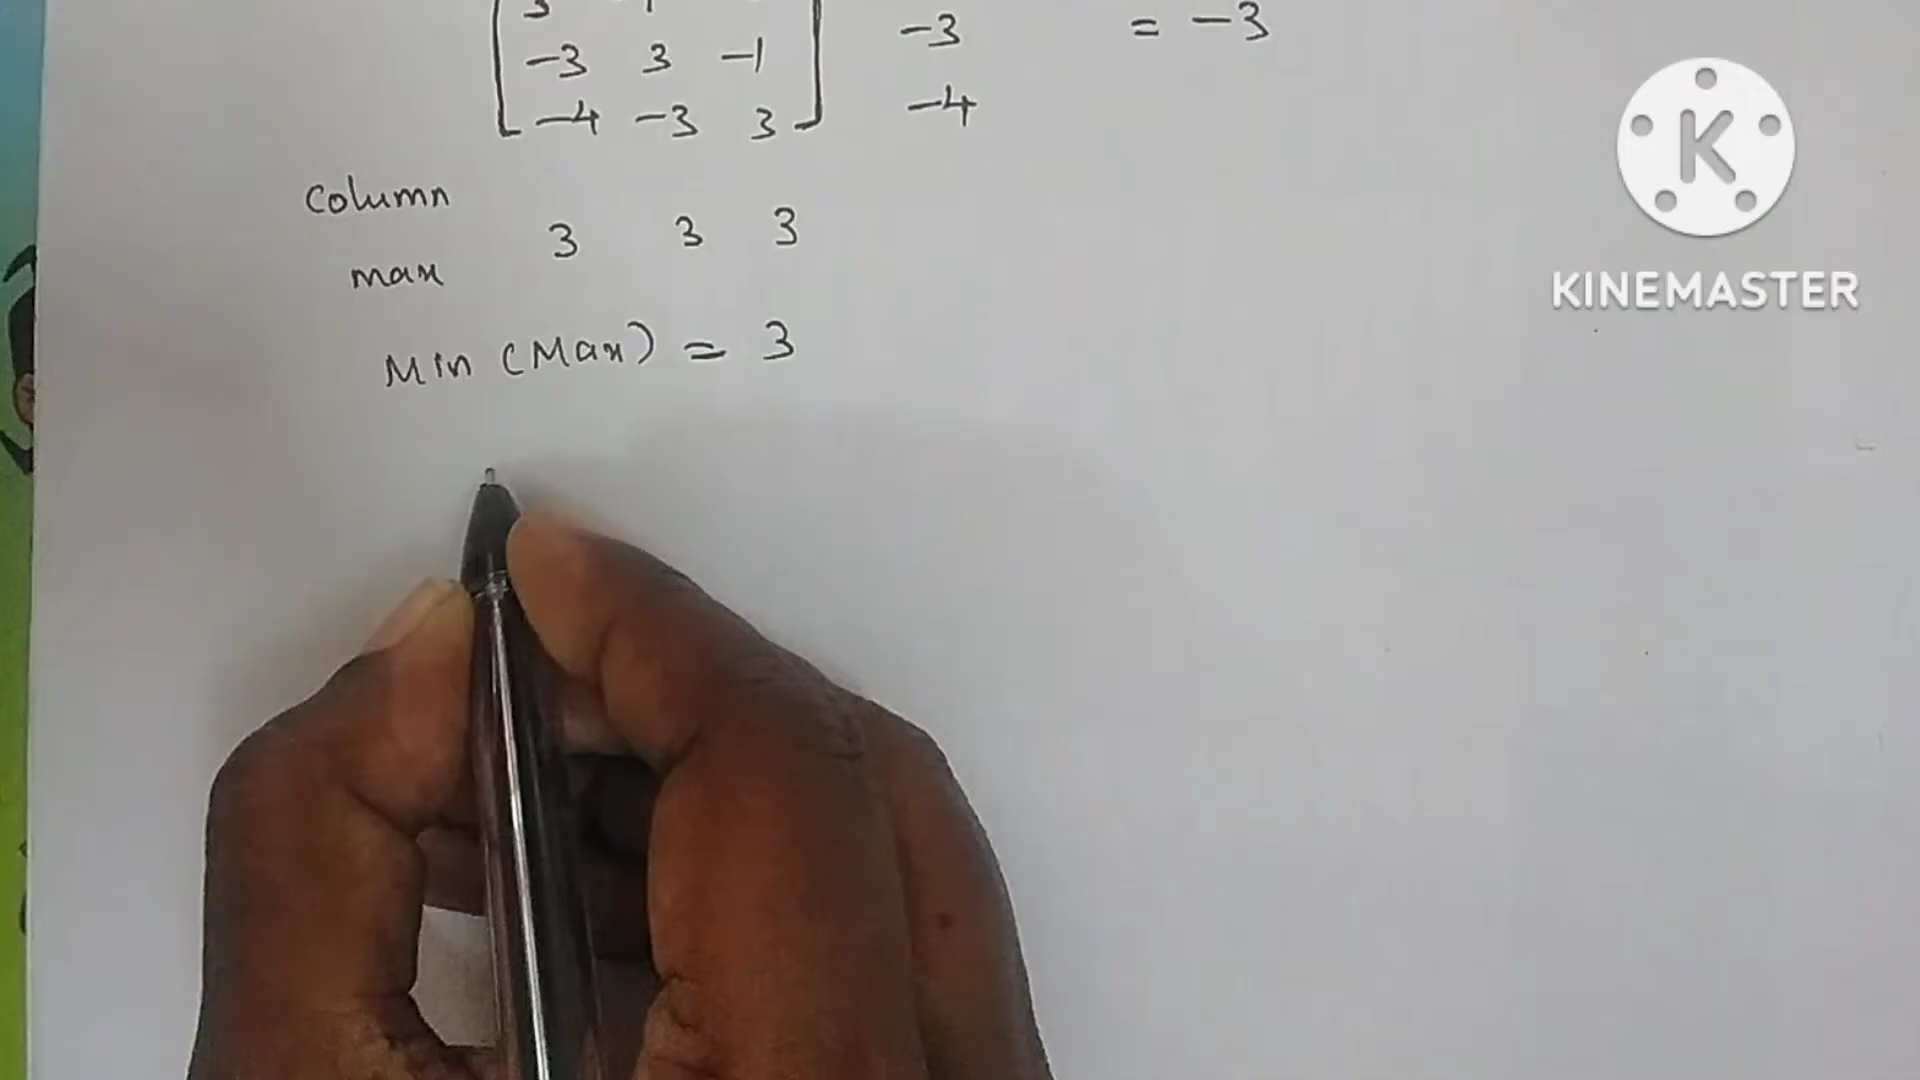 -3 = -3
-3 3 -1
-4 -3 3 -4
Column
3 3 3
max
Min (Max) = 3
KINEMASTER